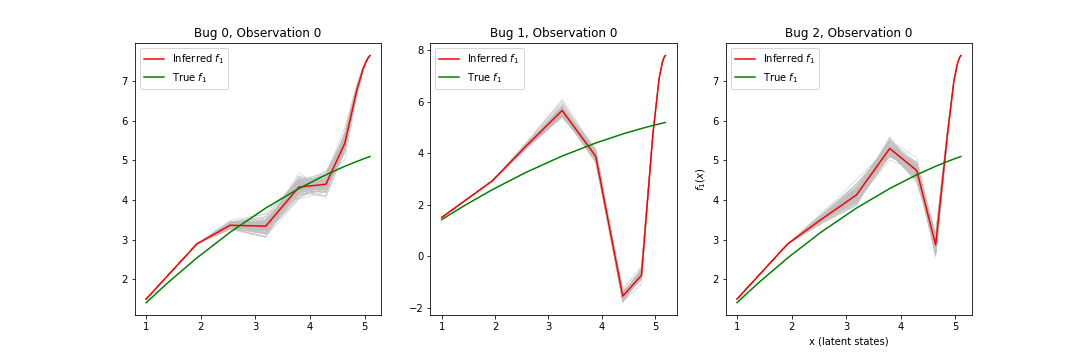 Bug 0, Observation 0
Inferred f₁
True f₁
7
6
5
4
3
2
1 2 3 4 5
Bug 1, Observation 0
Inferred f₁
True f₁
8
6
4
2
0
−2
1 2 3 4 5
Bug 2, Observation 0
Inferred f₁
True f₁
f₁(x)
7
6
5
4
3
2
1 2 3 4 5
x (latent states)